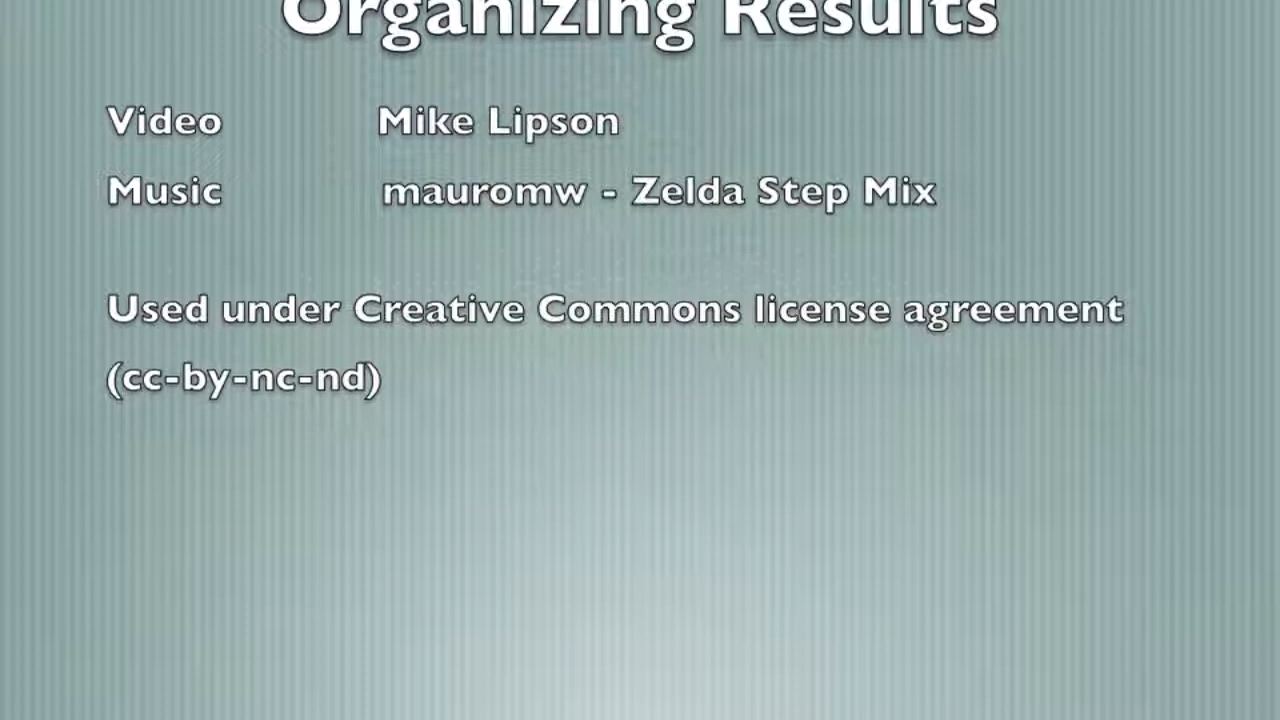 Organizing Results
Video Mike Lipson
Music mauromw - Zelda Step Mix
Used under Creative Commons license agreement
(cc-by-nc-nd)